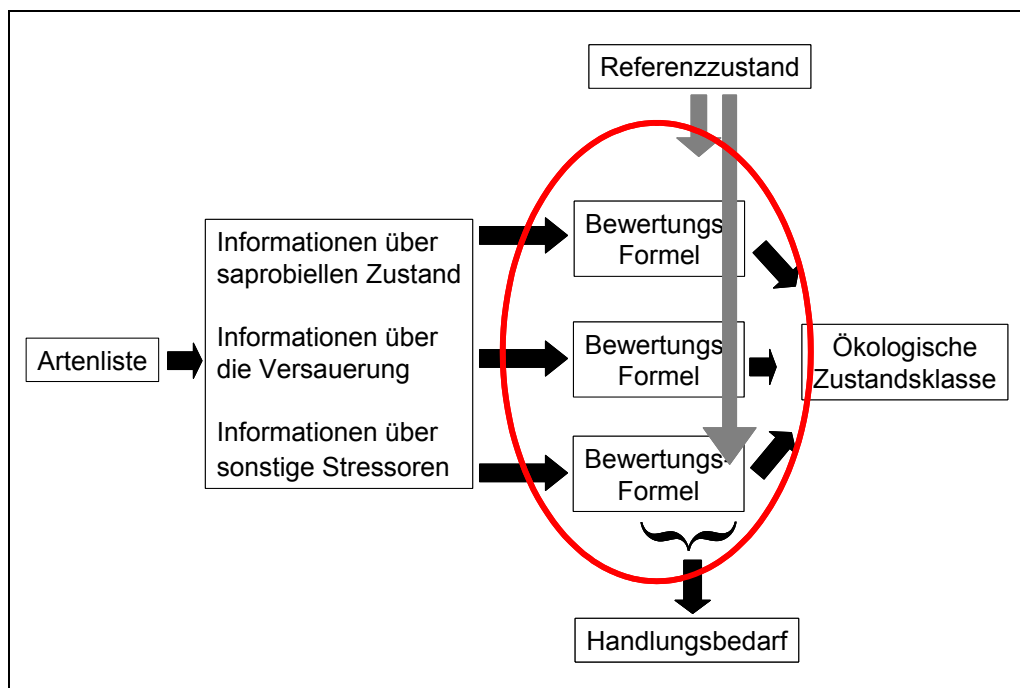 Referenzzustand
Informationen über
saprobiellen Zustand
Informationen über
die Versauerung
Informationen über
sonstige Stressoren
Artenliste
Bewertungs-
Formel
Bewertungs-
Formel
Bewertungs-
Formel
Ökologische
Zustandsklasse
Handlungsbedarf